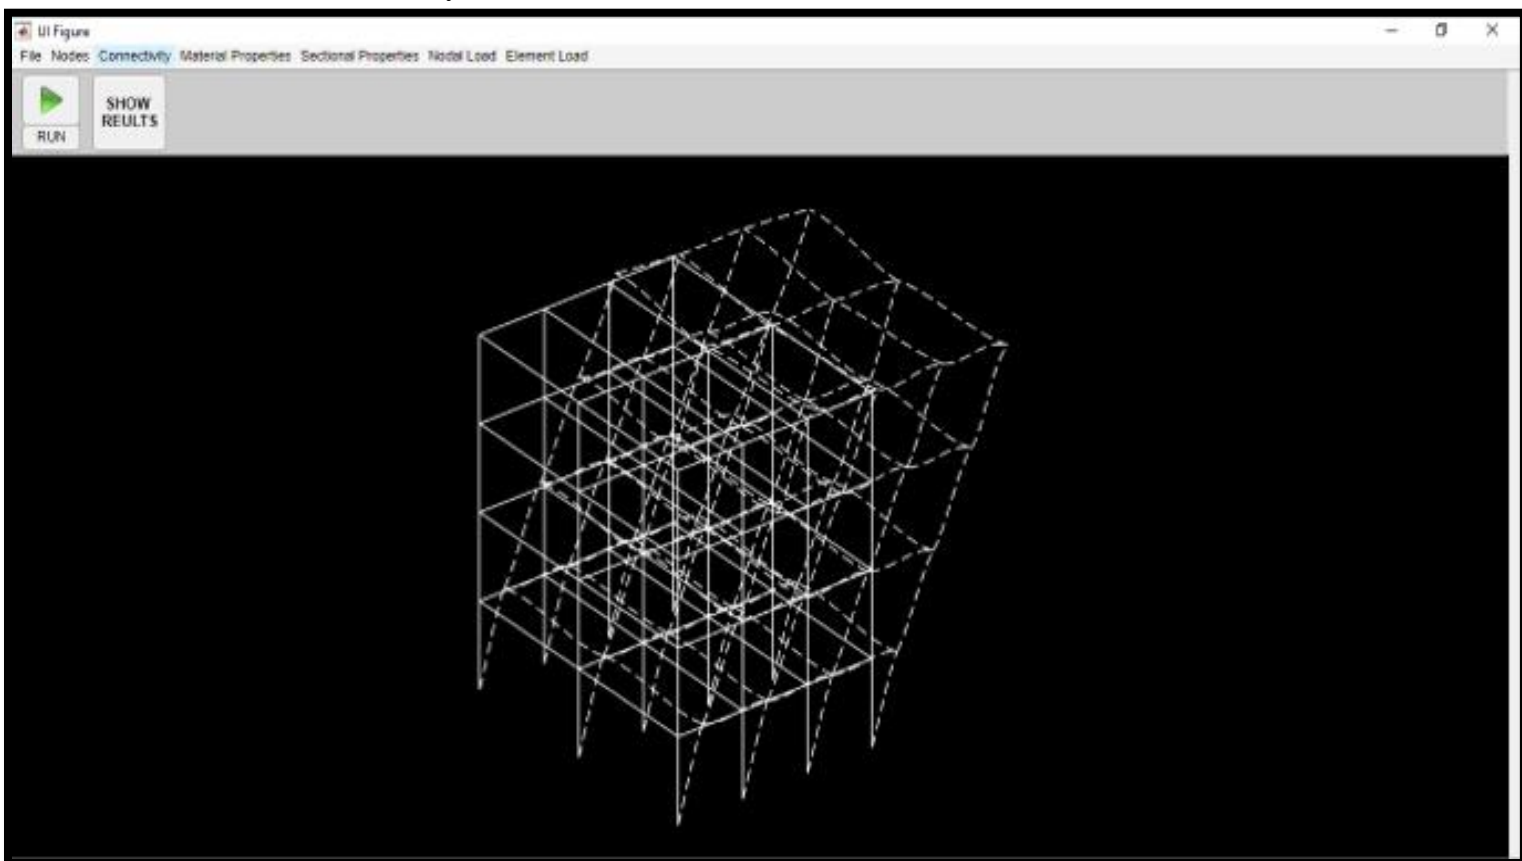 UI Figure
File Nodes Connectivity Material Properties Sectional Properties Nodal Load Element Load
SHOW
REULTS
RUN